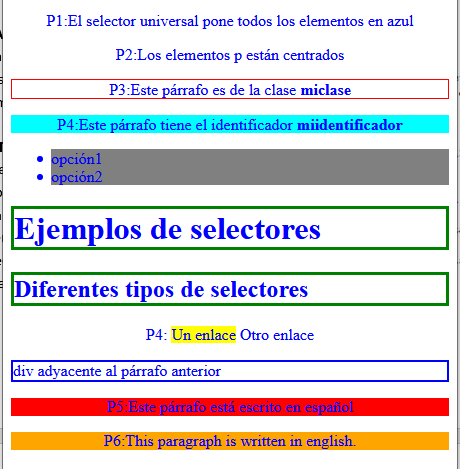 P1:El selector universal pone todos los elementos en azul
P2:Los elementos p están centrados
P3:Este párrafo es de la clase miclase
P4:Este párrafo tiene el identificador miidentificador
opción1
opción2
Ejemplos de selectores
Diferentes tipos de selectores
P4: Un enlace Otro enlace
div adyacente al párrafo anterior
P5:Este párrafo está escrito en español
P6:This paragraph is written in english.